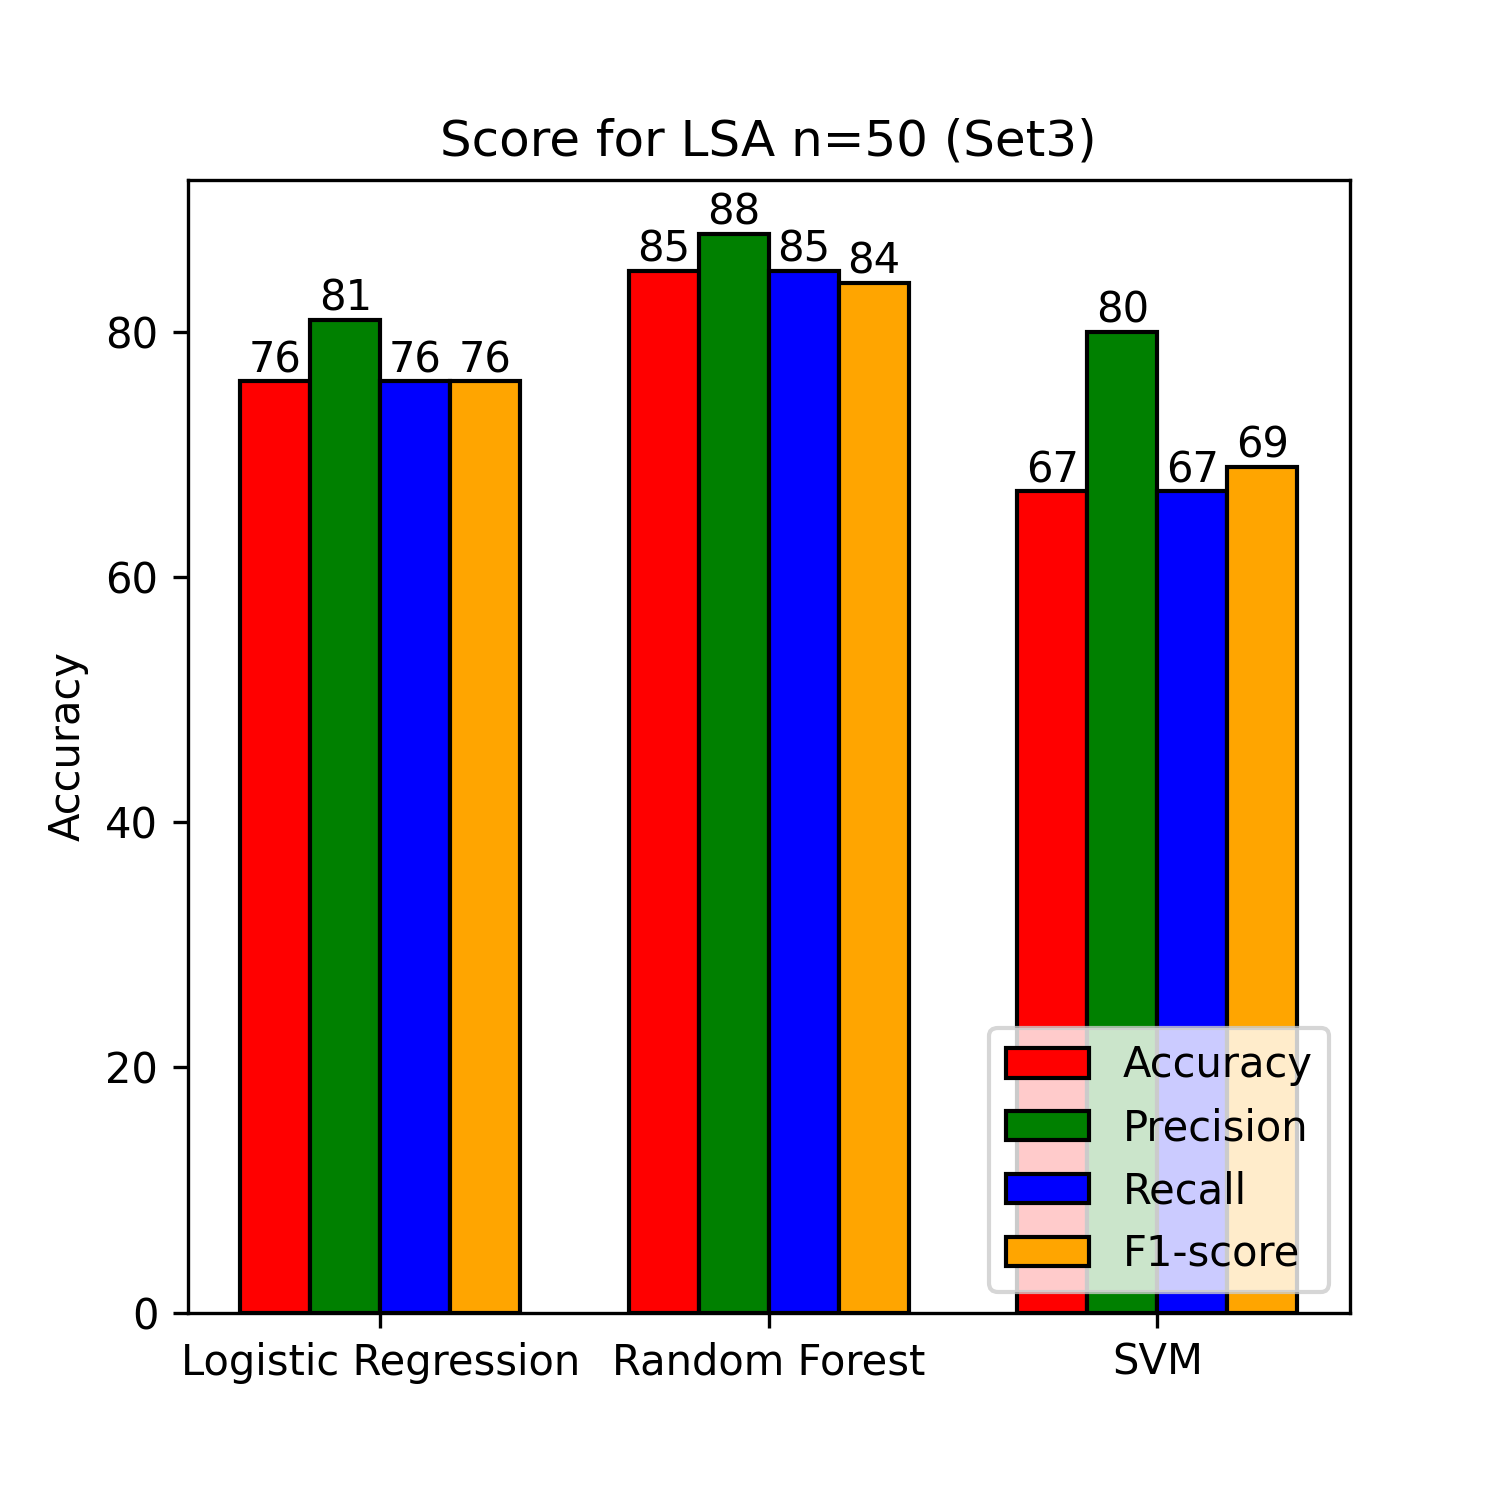 Score for LSA n=50 (Set3)
88
85 85 84
81
76 76 76
80
67 67 69
80
60
40
20
0
Accuracy
Accuracy
Precision
Recall
F1-score
Logistic Regression Random Forest SVM